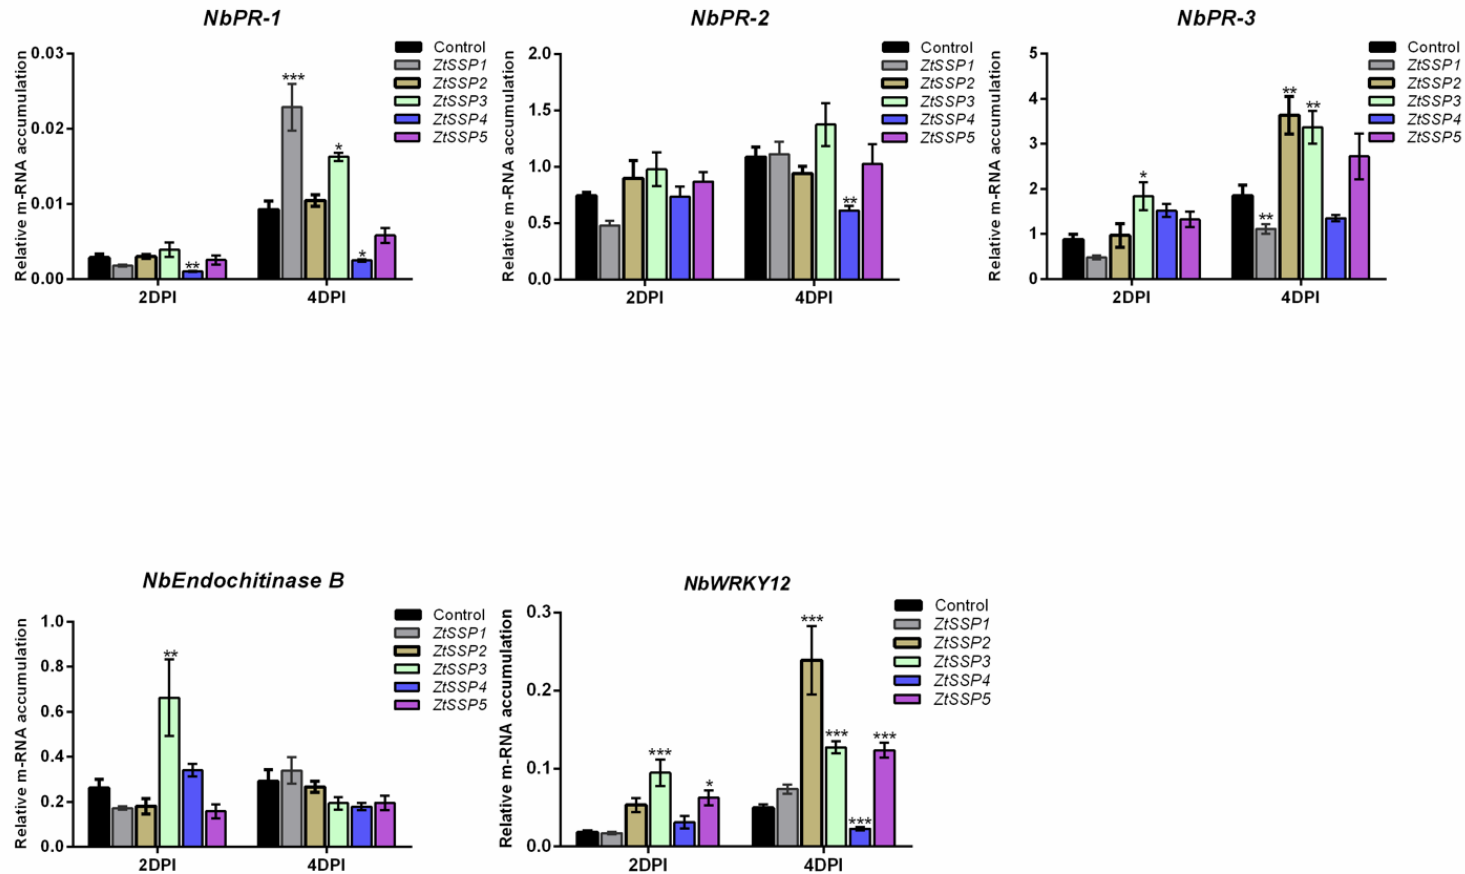 NbPR-1
Relative m-RNA accumulation
0.03
0.02
0.01
0.00
***
*
**
*
2DPI
4DPI
Control
ZtSSP1
ZtSSP2
ZtSSP3
ZtSSP4
ZtSSP5
NbPR-2
Relative m-RNA accumulation
2.0
1.5
1.0
0.5
0.0
**
2DPI
4DPI
Control
ZtSSP1
ZtSSP2
ZtSSP3
ZtSSP4
ZtSSP5
NbPR-3
Relative m-RNA accumulation
5
4
3
2
1
0
*
**
**
**
2DPI
4DPI
Control
ZtSSP1
ZtSSP2
ZtSSP3
ZtSSP4
ZtSSP5
NbEndochitinase B
Relative m-RNA accumulation
1.0
0.8
0.6
0.4
0.2
0.0
**
2DPI
4DPI
Control
ZtSSP1
ZtSSP2
ZtSSP3
ZtSSP4
ZtSSP5
NbWRKY12
Relative m-RNA accumulation
0.3
0.2
0.1
0.0
***
*
***
***
***
***
2DPI
4DPI
Control
ZtSSP1
ZtSSP2
ZtSSP3
ZtSSP4
ZtSSP5